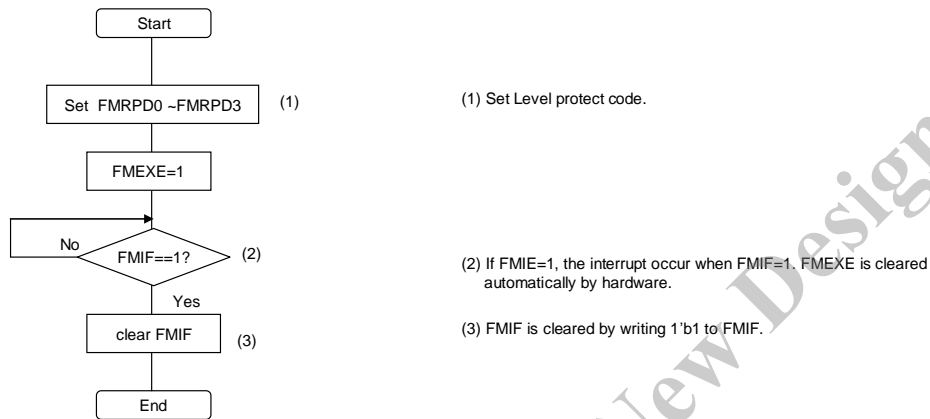 Start
Set FMRPD0 ~FMRPD3
(1)
(1) Set Level protect code.
FMEXE=1
No
FMIF==1?
(2)
(2) If FMIE=1, the interrupt occur when FMIF=1. FMEXE is cleared
automatically by hardware.
Yes
clear FMIF
(3)
(3) FMIF is cleared by writing 1'b1 to FMIF.
End
New Design